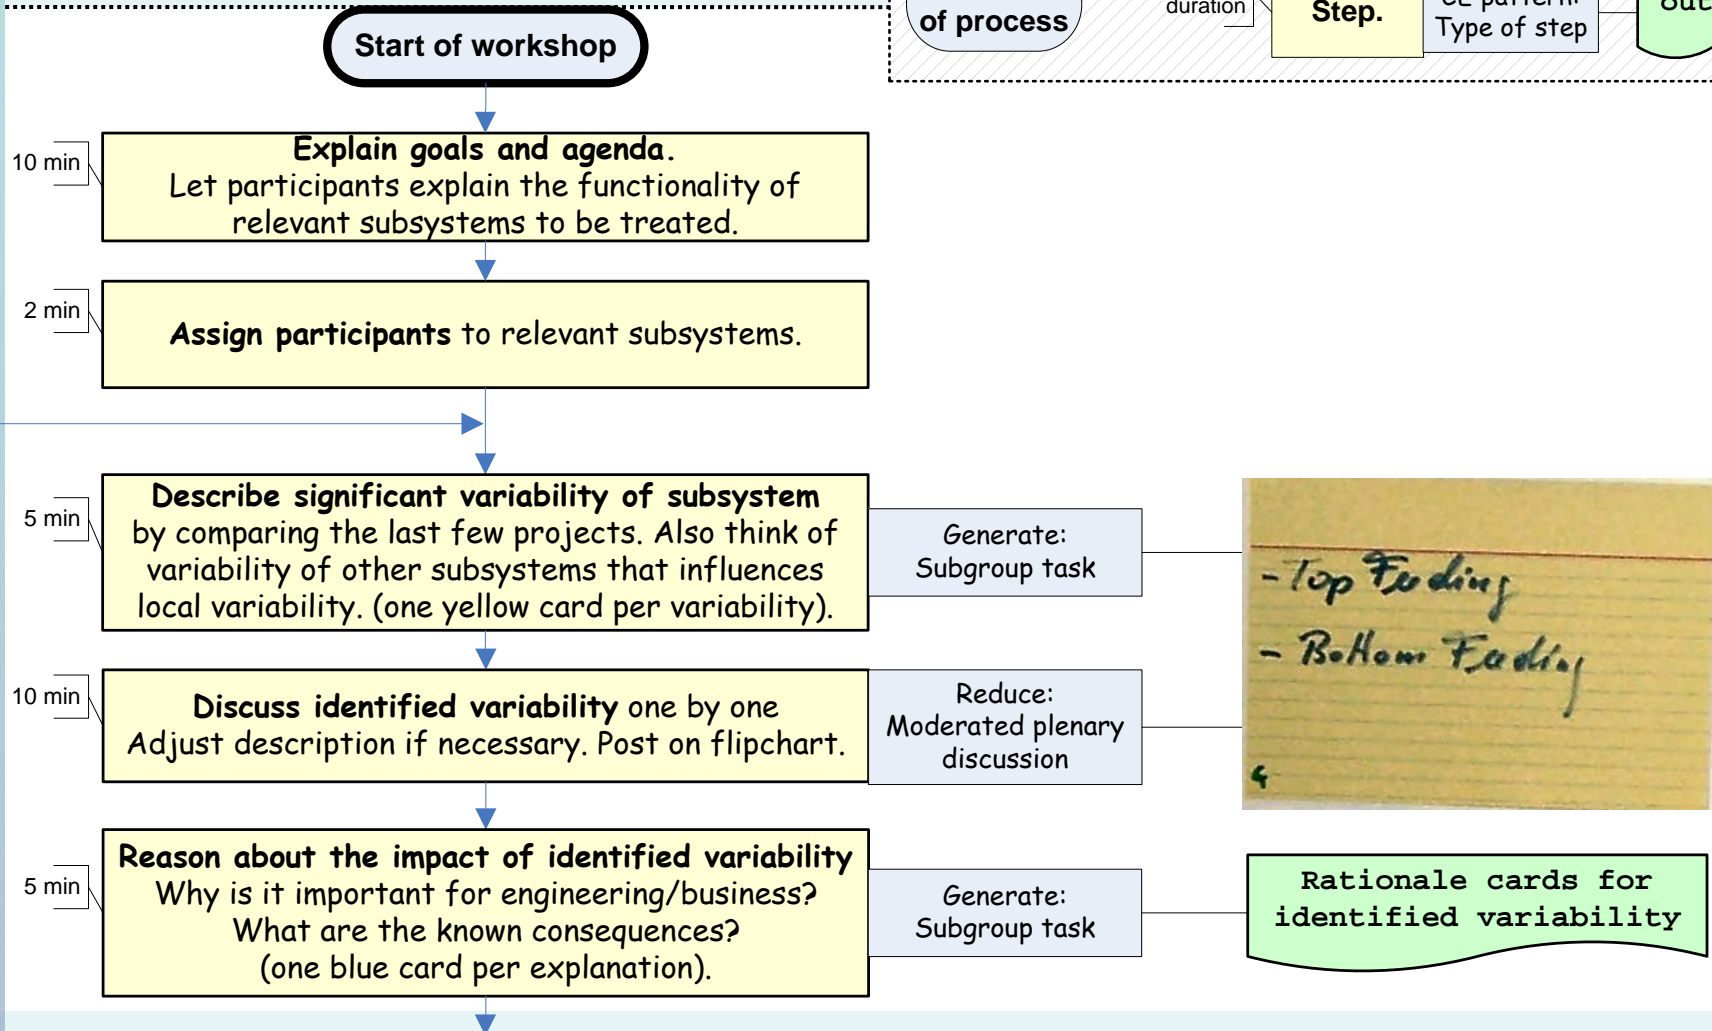 of process
duration
Step.
CE pattern:
Type of step
out
Start of workshop
10 min
Explain goals and agenda.
Let participants explain the functionality of
relevant subsystems to be treated.
2 min
Assign participants to relevant subsystems.
5 min
Describe significant variability of subsystem
by comparing the last few projects. Also think of
variability of other subsystems that influences
local variability. (one yellow card per variability).
Generate:
Subgroup task
- Top Feeding
- Bottom Feeding
10 min
Discuss identified variability one by one
Adjust description if necessary. Post on flipchart.
Reduce:
Moderated plenary
discussion
5 min
Reason about the impact of identified variability
Why is it important for engineering/business?
What are the known consequences?
(one blue card per explanation).
Generate:
Subgroup task
Rationale cards for
identified variability